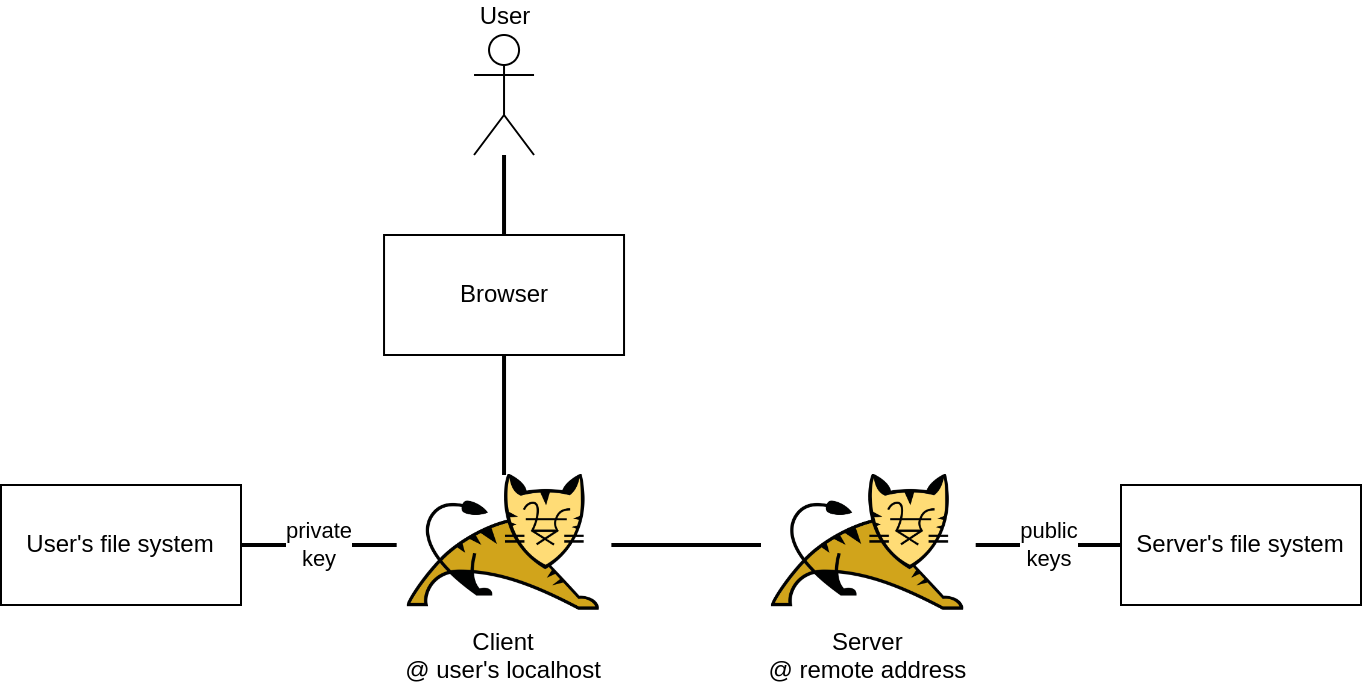 User
Browser
User's file system
private
key
public
keys
Server's file system
Client
@ user's localhost
Server
@ remote address